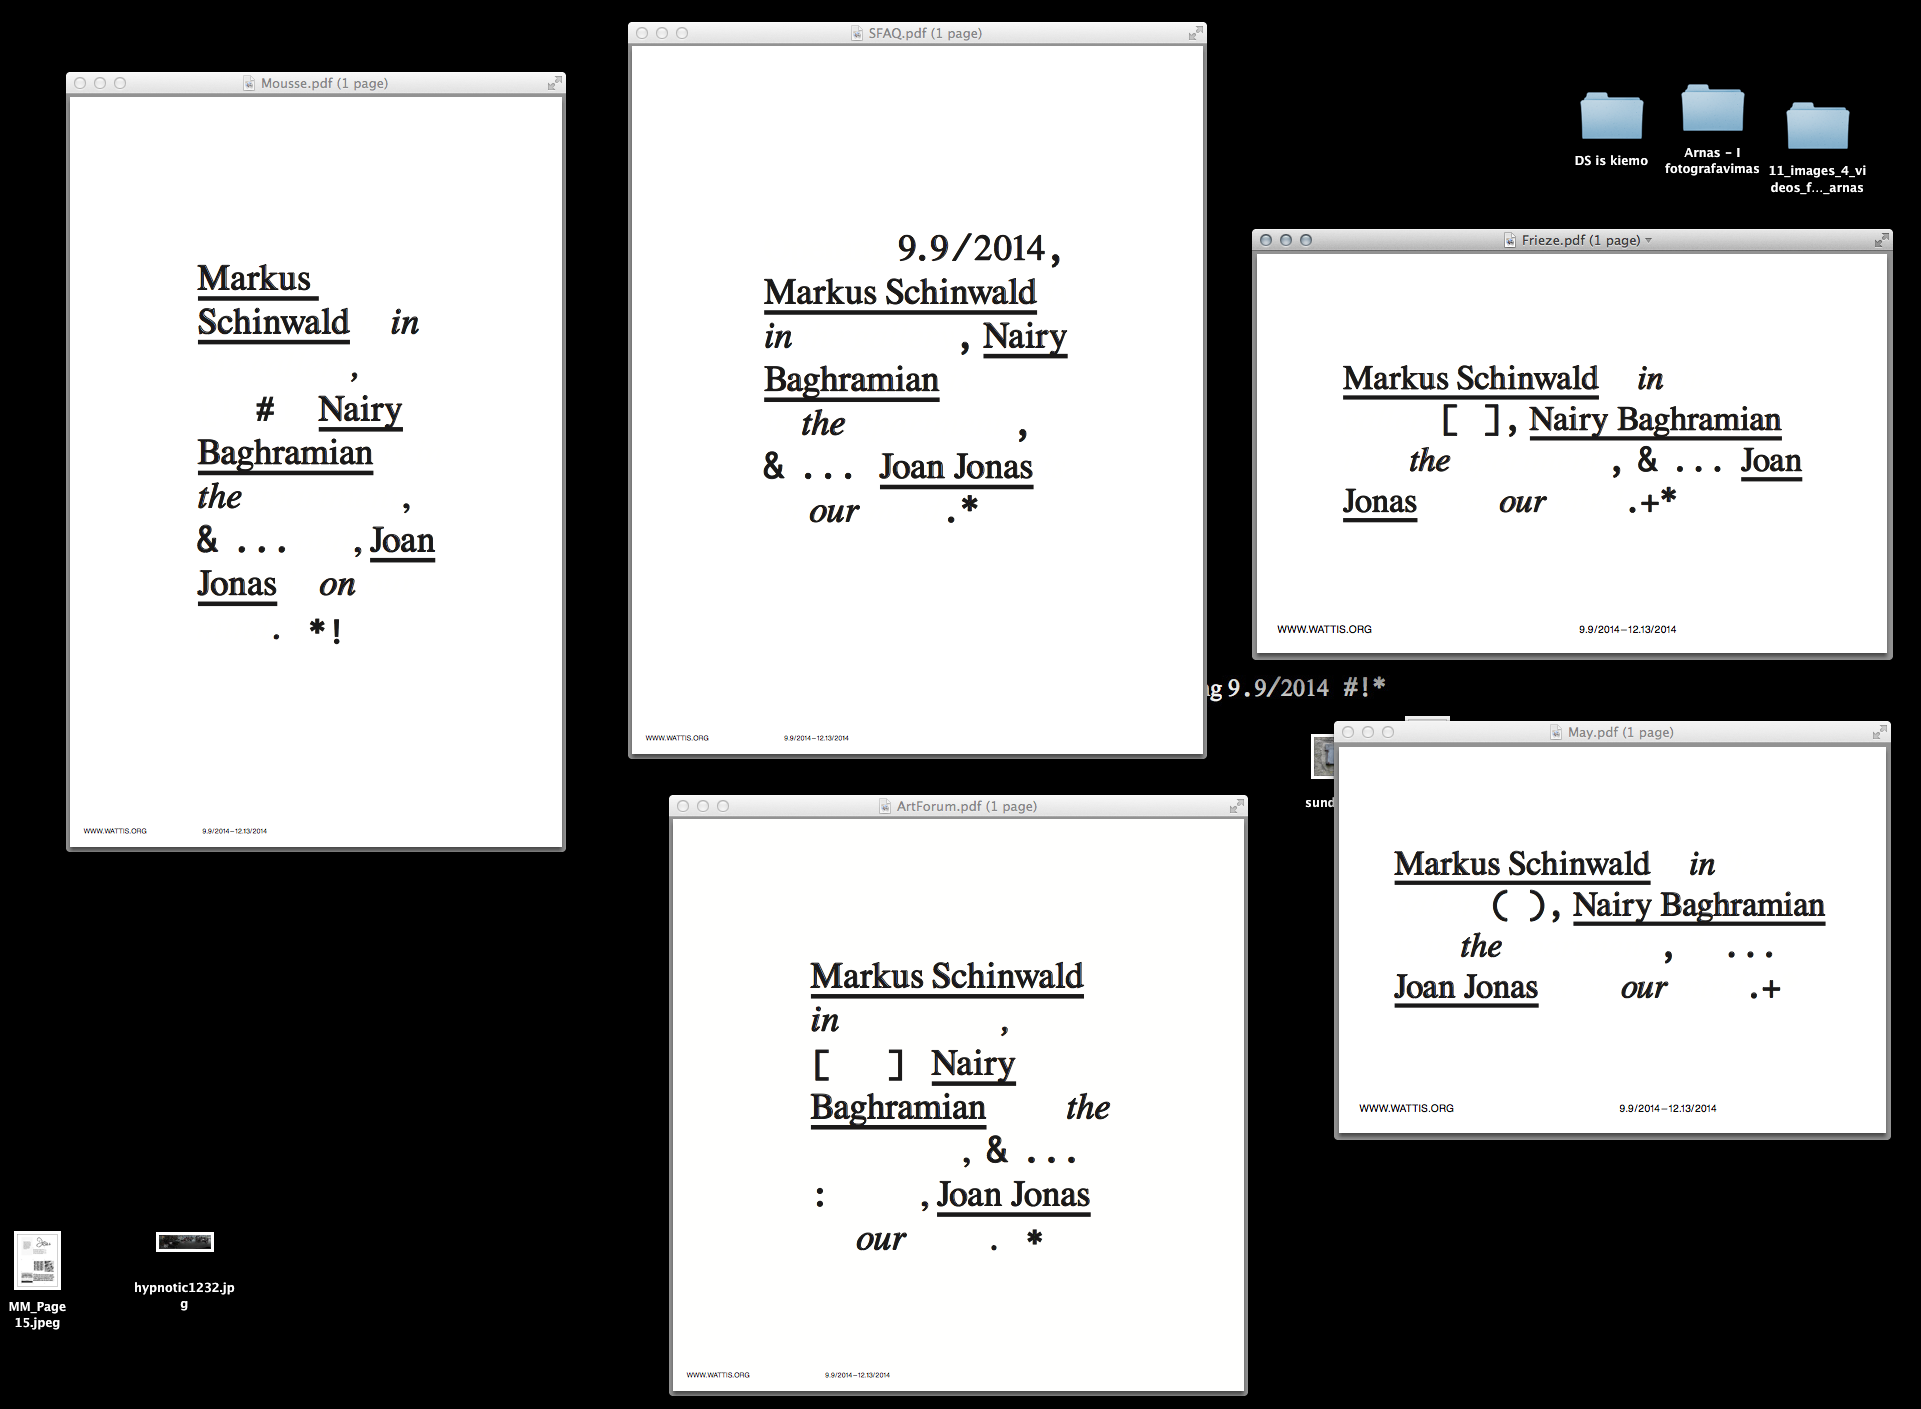 Mousse.pdf (1 page)
Markus
Schinwald in
,
# Nairy
Baghramian
the ,
& ... , Joan
Jonas on
. *!
WWW.WATTIS.ORG 9.9/2014–12.13/2014
SFAQ.pdf (1 page)
9.9/2014,
Markus Schinwald
in , Nairy
Baghramian
the ,
& ... Joan Jonas
our .*
WWW.WATTIS.ORG 9.9/2014–12.13/2014
DS is kiemo
Arnas - I
fotografavimas
11_images_4_vi
deos_f..._arnas
Frieze.pdf (1 page)
Markus Schinwald in
[ ], Nairy Baghramian
the , & ... Joan
Jonas our .+*
WWW.WATTIS.ORG 9.9/2014–12.13/2014
9.9/2014 #!*
May.pdf (1 page)
Markus Schinwald in
( ), Nairy Baghramian
the , ...
Joan Jonas our .+
WWW.WATTIS.ORG 9.9/2014–12.13/2014
sund
ArtForum.pdf (1 page)
Markus Schinwald
in ,
[ ] Nairy
Baghramian the
, & ...
: , Joan Jonas
our . *
WWW.WATTIS.ORG 9.9/2014–12.13/2014
MM_Page
15.jpeg
hypnotic1232.jp
g